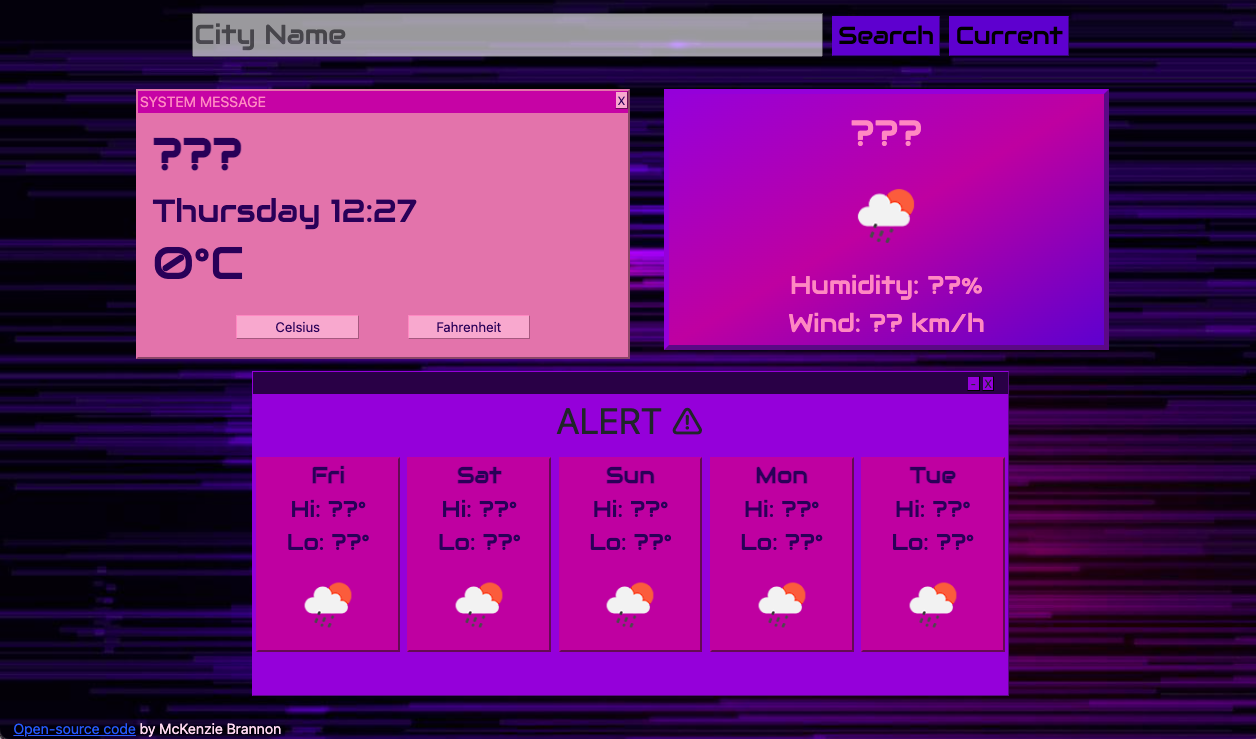 City Name Search Current
SYSTEM MESSAGE X
???
Thursday 12:27
0°C
Celsius Fahrenheit
???
Humidity: ??%
Wind: ?? km/h
- X
ALERT ⚠
Fri Sat Sun Mon Tue
Hi: ??° Hi: ??° Hi: ??° Hi: ??° Hi: ??°
Lo: ??° Lo: ??° Lo: ??° Lo: ??° Lo: ??°
Open-source code by McKenzie Brannon